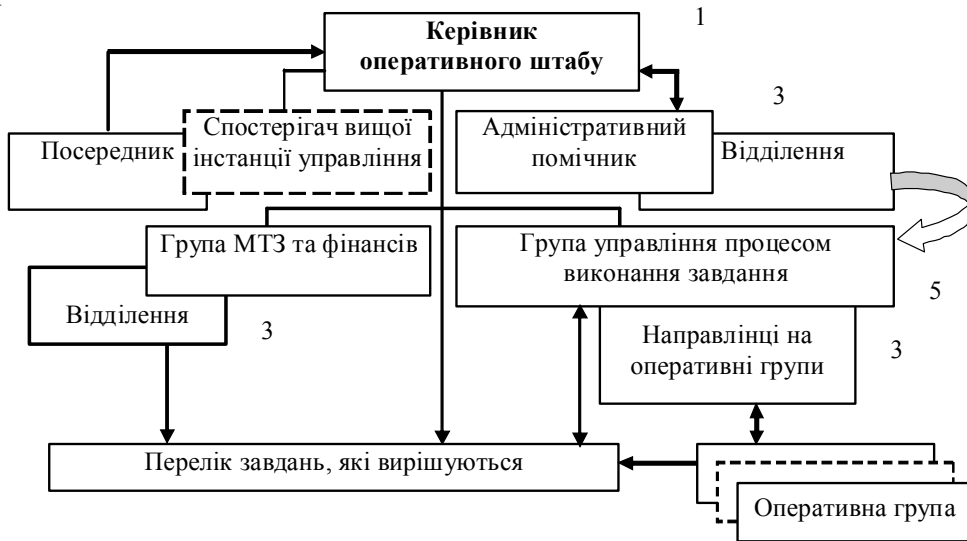 1
Керівник
оперативного штабу
3
Посередник
Спостерігач вищої
інстанції управління
Адміністративний
помічник
Відділення
Група МТЗ та фінансів
Група управління процесом
виконання завдання
5
Відділення
3
Направлінці на
оперативні групи
3
Перелік завдань, які вирішуються
Оперативна група